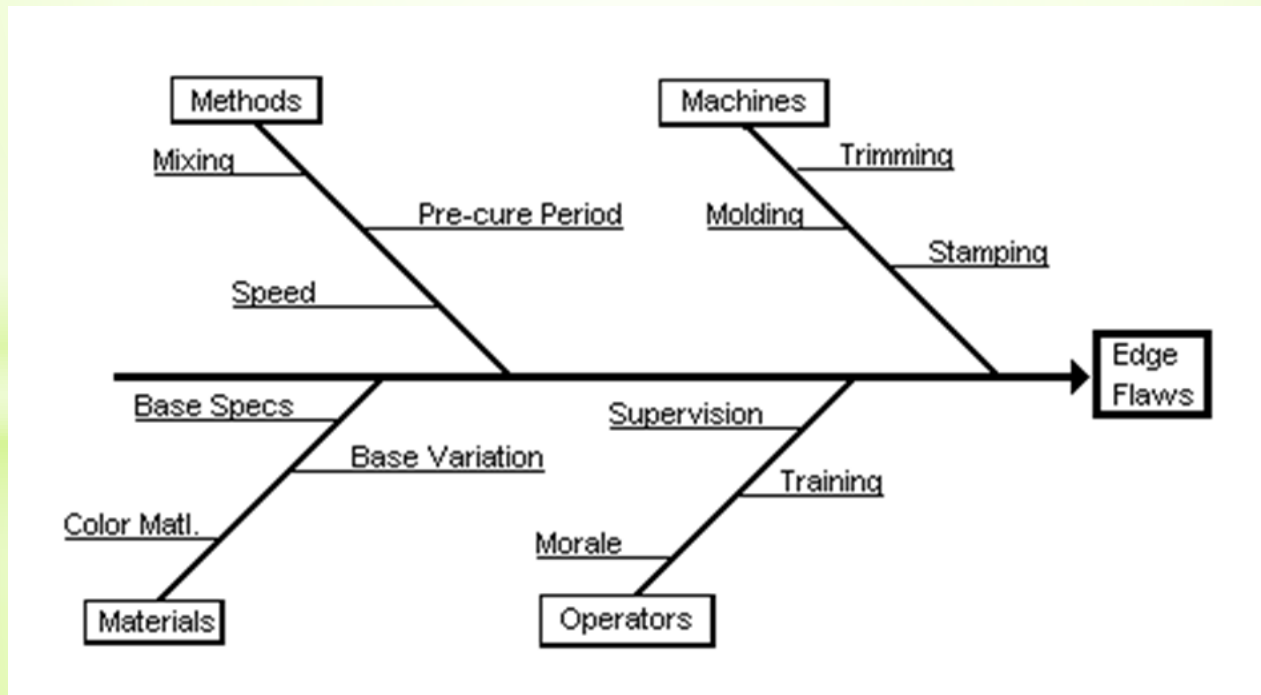 Methods
Machines
Mixing
Trimming
Pre-cure Period
Molding
Stamping
Speed
Edge
Flaws
Base Specs
Supervision
Base Variation
Training
Color Matl.
Morale
Materials
Operators